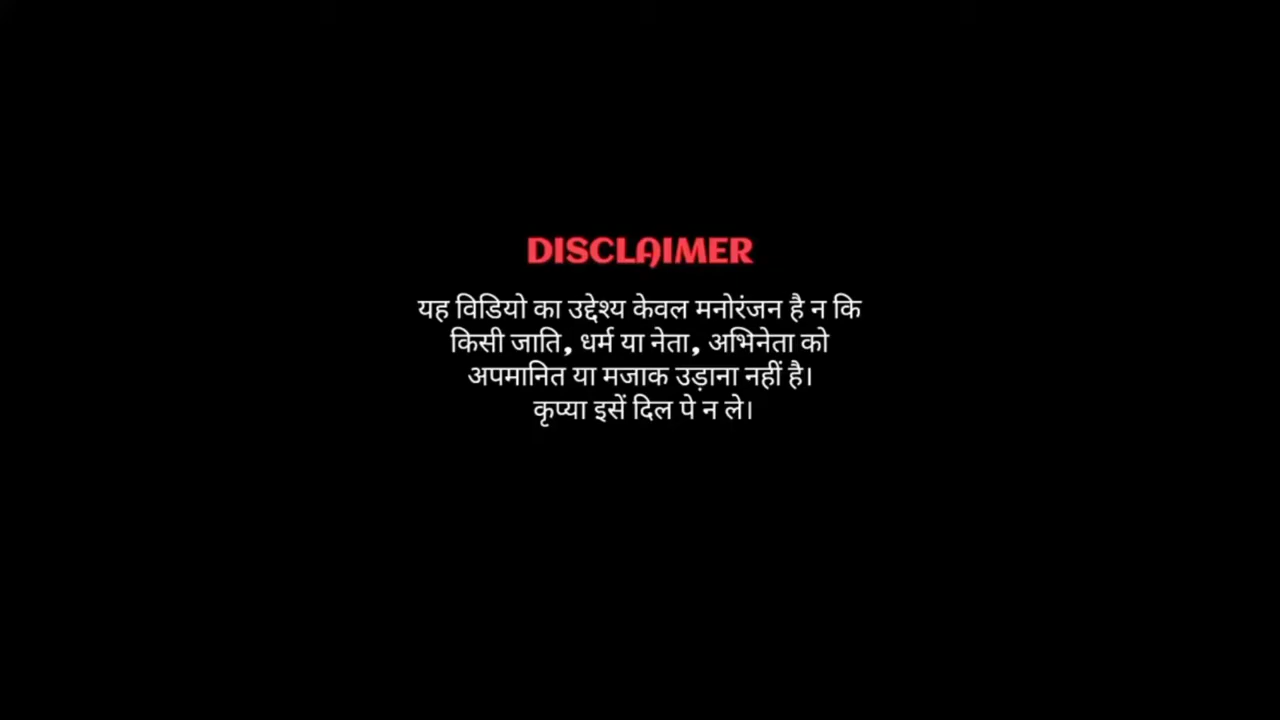 DISCLAIMER
यह विडियो का उद्देश्य केवल मनोरंजन है न कि
किसी जाति, धर्म या नेता, अभिनेता को
अपमानित या मजाक उड़ाना नहीं है।
कृप्या इसें दिल पे न ले।